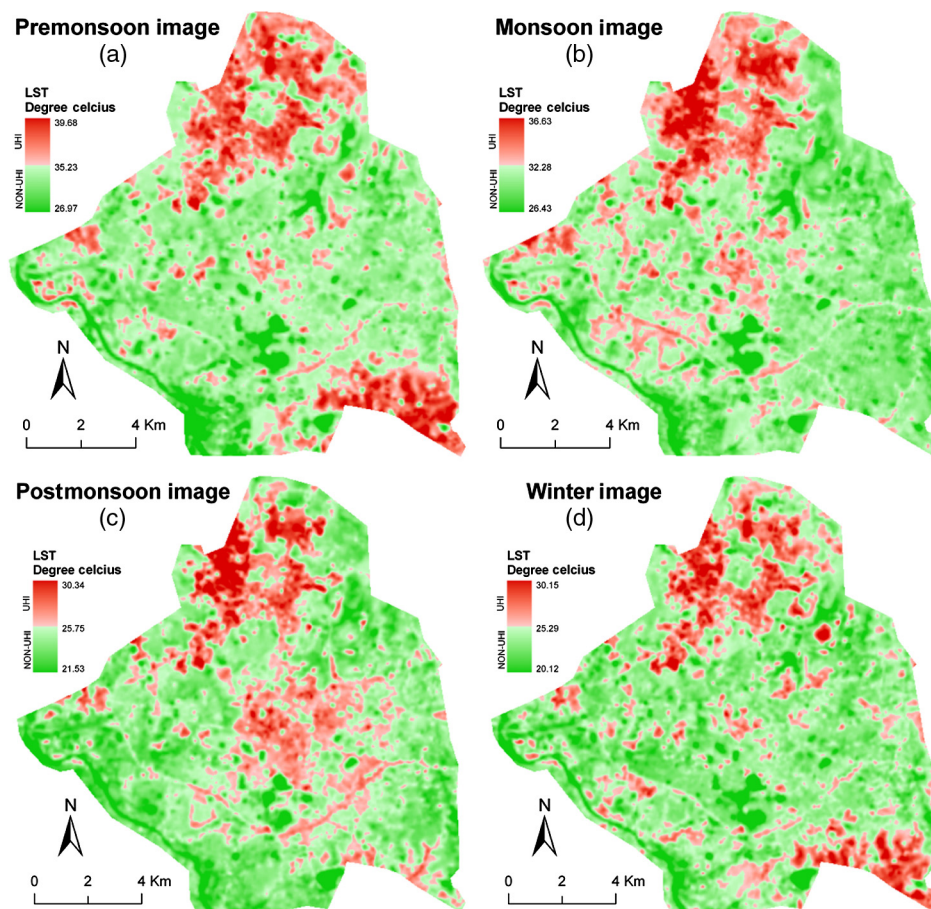 Premonsoon image
(a)
LST
Degree celcius
39.68
UHI
35.23
NON-UHI
26.97
N
0 2 4 Km
Monsoon image
(b)
LST
Degree celcius
36.63
UHI
32.28
NON-UHI
26.43
N
0 2 4 Km
Postmonsoon image
(c)
LST
Degree celcius
30.34
UHI
25.75
NON-UHI
21.53
N
0 2 4 Km
Winter image
(d)
LST
Degree celcius
30.15
UHI
25.29
NON-UHI
20.12
N
0 2 4 Km